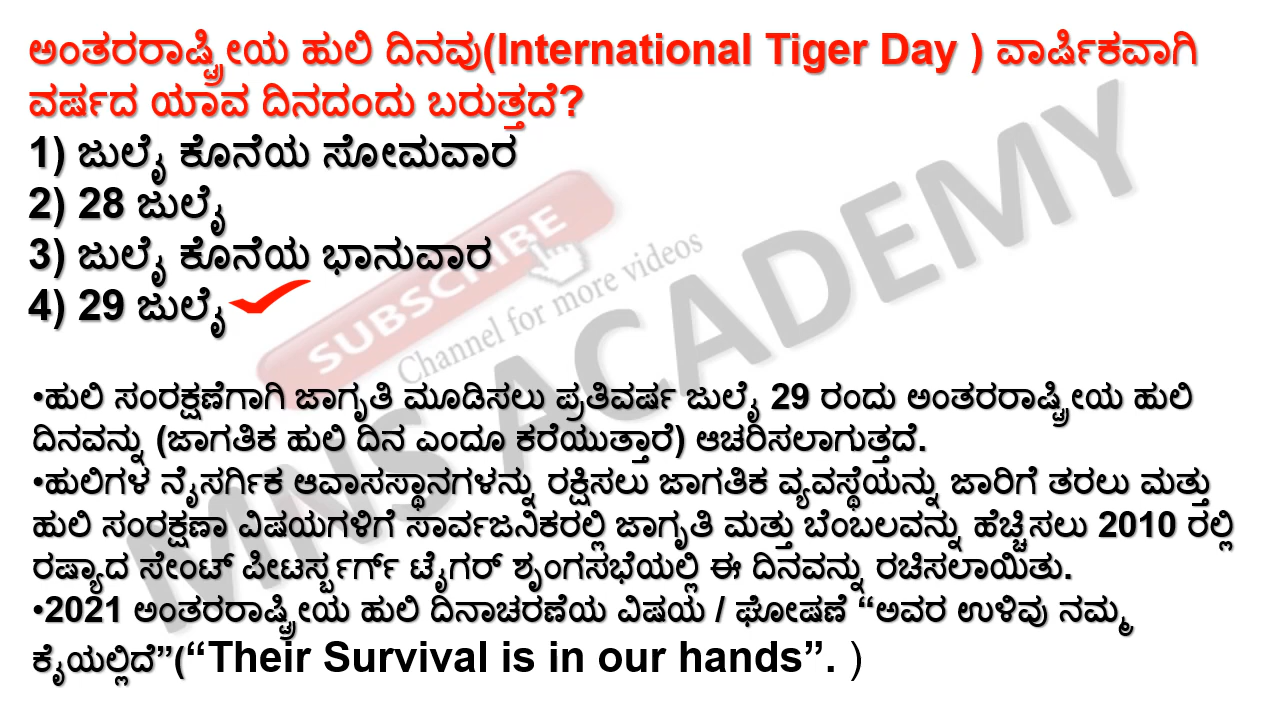 ಅಂತರರಾಷ್ಟ್ರೀಯ ಹುಲಿ ದಿನವು(International Tiger Day ) ವಾರ್ಷಿಕವಾಗಿ
ವರ್ಷದ ಯಾವ ದಿನದಂದು ಬರುತ್ತದೆ?
1) ಜುಲೈ ಕೊನೆಯ ಸೋಮವಾರ
2) 28 ಜುಲೈ
3) ಜುಲೈ ಕೊನೆಯ ಭಾನುವಾರ
4) 29 ಜುಲೈ
SUBSCRIBE
Channel for more videos
MNS ACADEMY
•ಹುಲಿ ಸಂರಕ್ಷಣೆಗಾಗಿ ಜಾಗೃತಿ ಮೂಡಿಸಲು ಪ್ರತಿವರ್ಷ ಜುಲೈ 29 ರಂದು ಅಂತರರಾಷ್ಟ್ರೀಯ ಹುಲಿ
ದಿನವನ್ನು (ಜಾಗತಿಕ ಹುಲಿ ದಿನ ಎಂದೂ ಕರೆಯುತ್ತಾರೆ) ಆಚರಿಸಲಾಗುತ್ತದೆ.
•ಹುಲಿಗಳ ನೈಸರ್ಗಿಕ ಆವಾಸಸ್ಥಾನಗಳನ್ನು ರಕ್ಷಿಸಲು ಜಾಗತಿಕ ವ್ಯವಸ್ಥೆಯನ್ನು ಜಾರಿಗೆ ತರಲು ಮತ್ತು
ಹುಲಿ ಸಂರಕ್ಷಣಾ ವಿಷಯಗಳಿಗೆ ಸಾರ್ವಜನಿಕರಲ್ಲಿ ಜಾಗೃತಿ ಮತ್ತು ಬೆಂಬಲವನ್ನು ಹೆಚ್ಚಿಸಲು 2010 ರಲ್ಲಿ
ರಷ್ಯಾದ ಸೇಂಟ್ ಪೀಟರ್ಸ್ಬರ್ಗ್ ಟೈಗರ್ ಶೃಂಗಸಭೆಯಲ್ಲಿ ಈ ದಿನವನ್ನು ರಚಿಸಲಾಯಿತು.
•2021 ಅಂತರರಾಷ್ಟ್ರೀಯ ಹುಲಿ ದಿನಾಚರಣೆಯ ವಿಷಯ / ಘೋಷಣೆ “ಅವರ ಉಳಿವು ನಮ್ಮ
ಕೈಯಲ್ಲಿದೆ”(“Their Survival is in our hands”. )